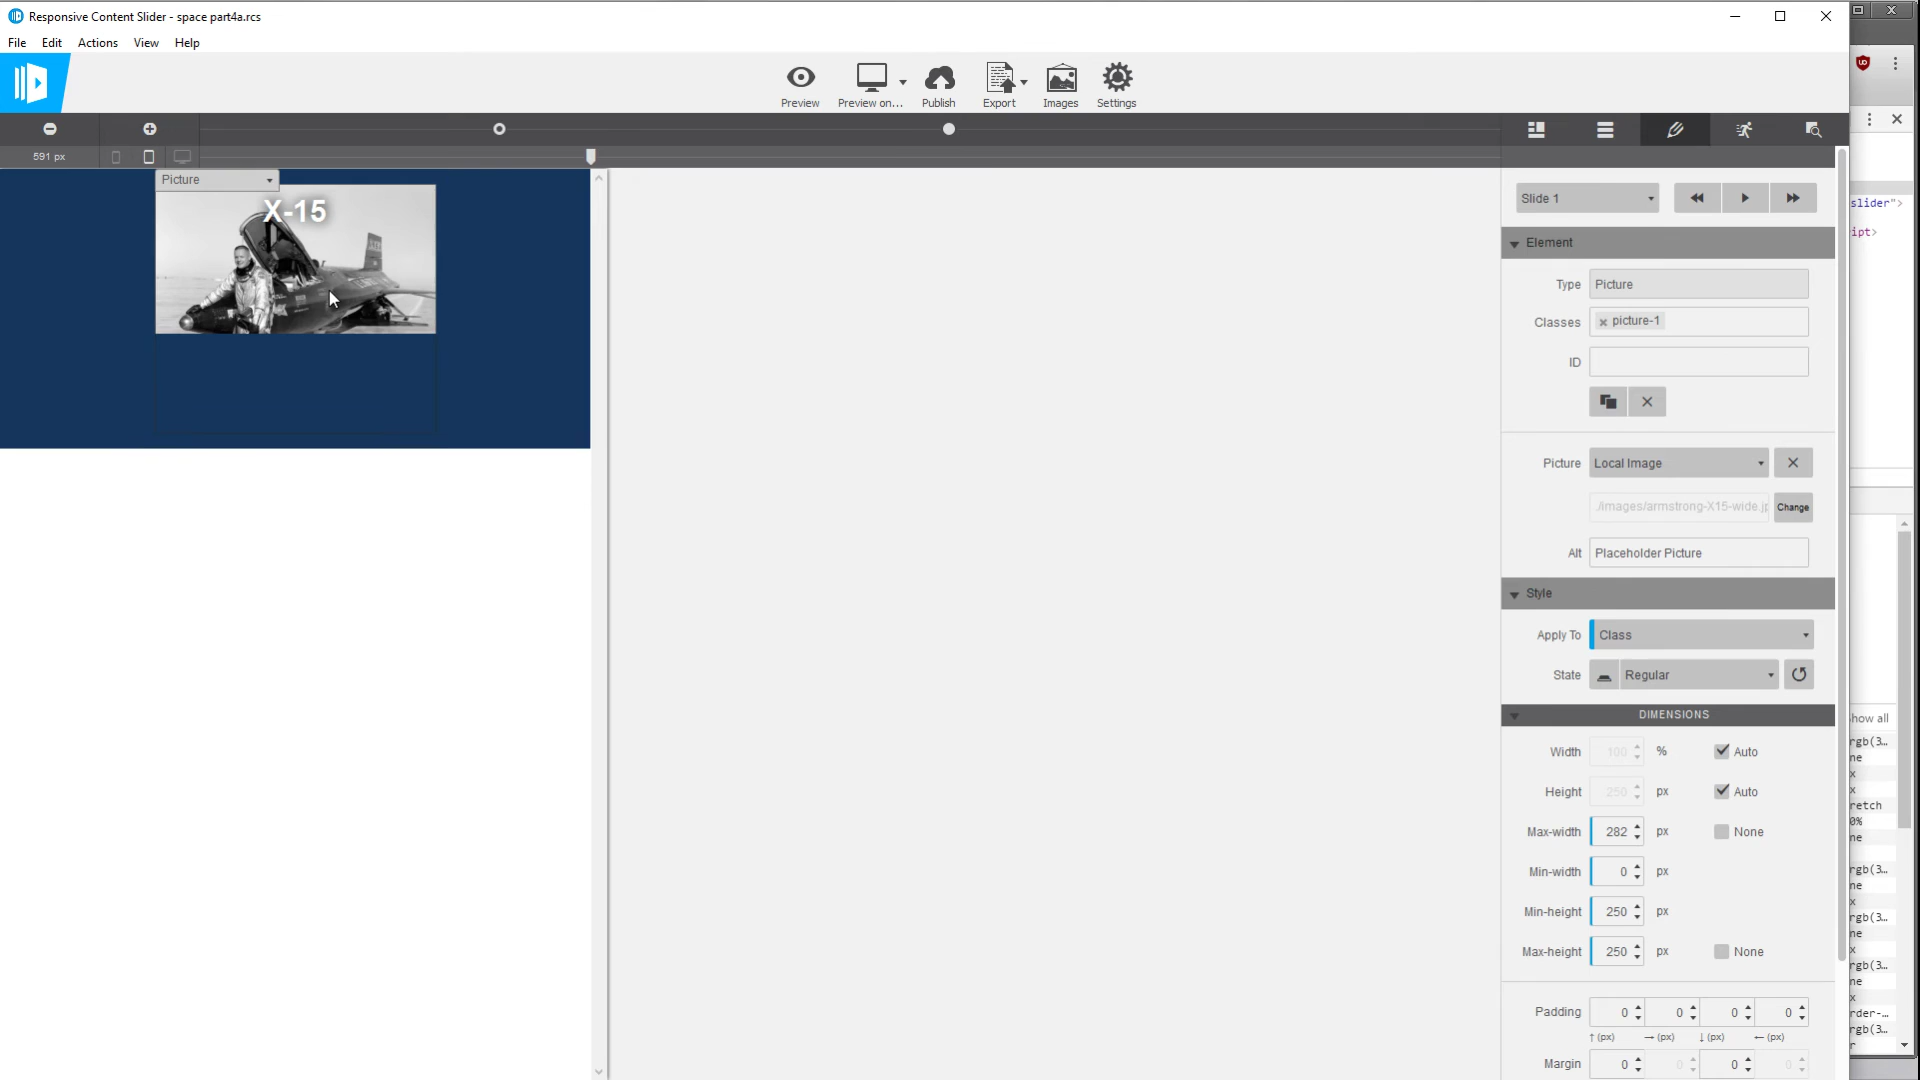 Responsive Content Slider - space part4a.rcs
File Edit Actions View Help
Preview Preview on... Publish Export Images Settings
591 px
Picture
X-15
Slide 1
Element
Type Picture
Classes picture-1
ID
Picture Local Image
./images/armstrong-X15-wide.jp Change
Alt Placeholder Picture
Style
Apply To Class
State Regular
DIMENSIONS
Width 100 % Auto
Height 250 px Auto
Max-width 282 px None
Min-width 0 px
Min-height 250 px
Max-height 250 px None
Padding 0 0 0 0
↑ (px) → (px) ↓ (px) ← (px)
Margin 0 0 0 0
slider">
ipt>
how all
rgb(3…
ne
x
x
retch
0%
ne
rgb(3…
ne
x
rgb(3…
ne
x
rgb(3…
ne
x
rder-…
rgb(3…
r